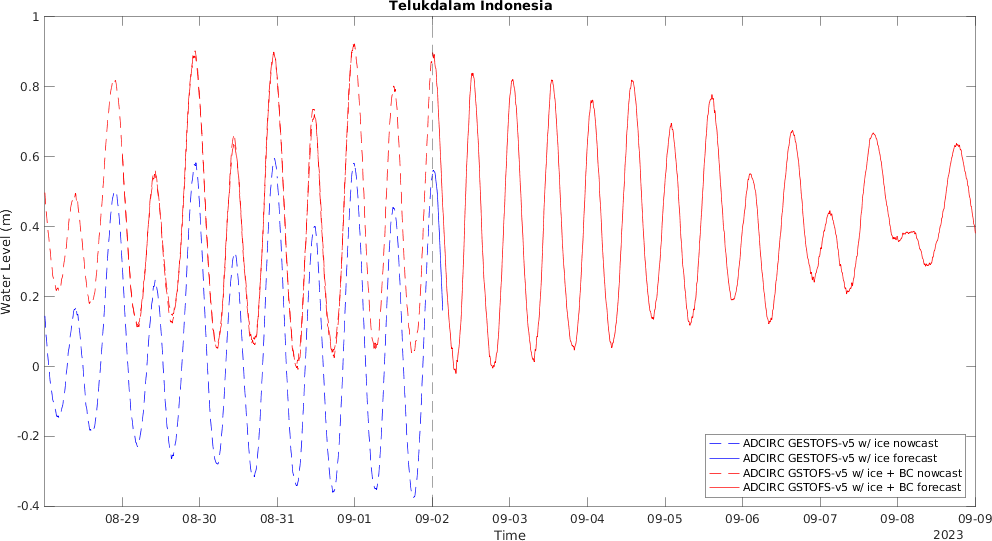 Telukdalam Indonesia
1
0.8
0.6
0.4
0.2
0
-0.2
-0.4
Water Level (m)
ADCIRC GESTOFS-v5 w/ ice nowcast
ADCIRC GESTOFS-v5 w/ ice forecast
ADCIRC GSTOFS-v5 w/ ice + BC nowcast
ADCIRC GSTOFS-v5 w/ ice + BC forecast
08-29 08-30 08-31 09-01 09-02 09-03 09-04 09-05 09-06 09-07 09-08 09-09
Time
2023